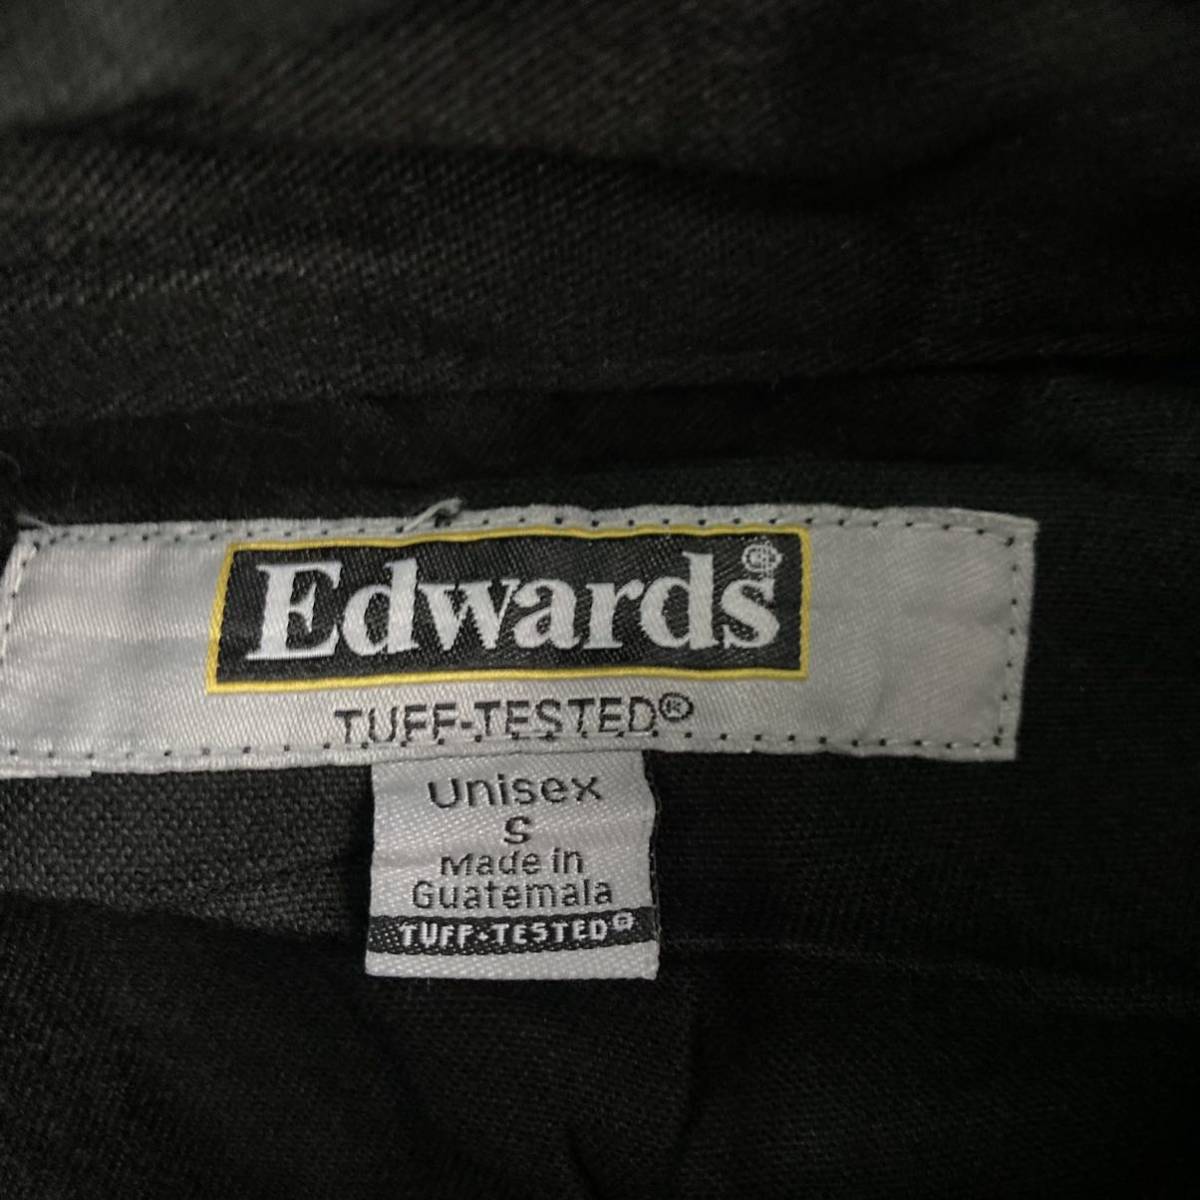 Edwards®
TUFF-TESTED®
Unisex
S
Made in
Guatemala
TUFF-TESTED®